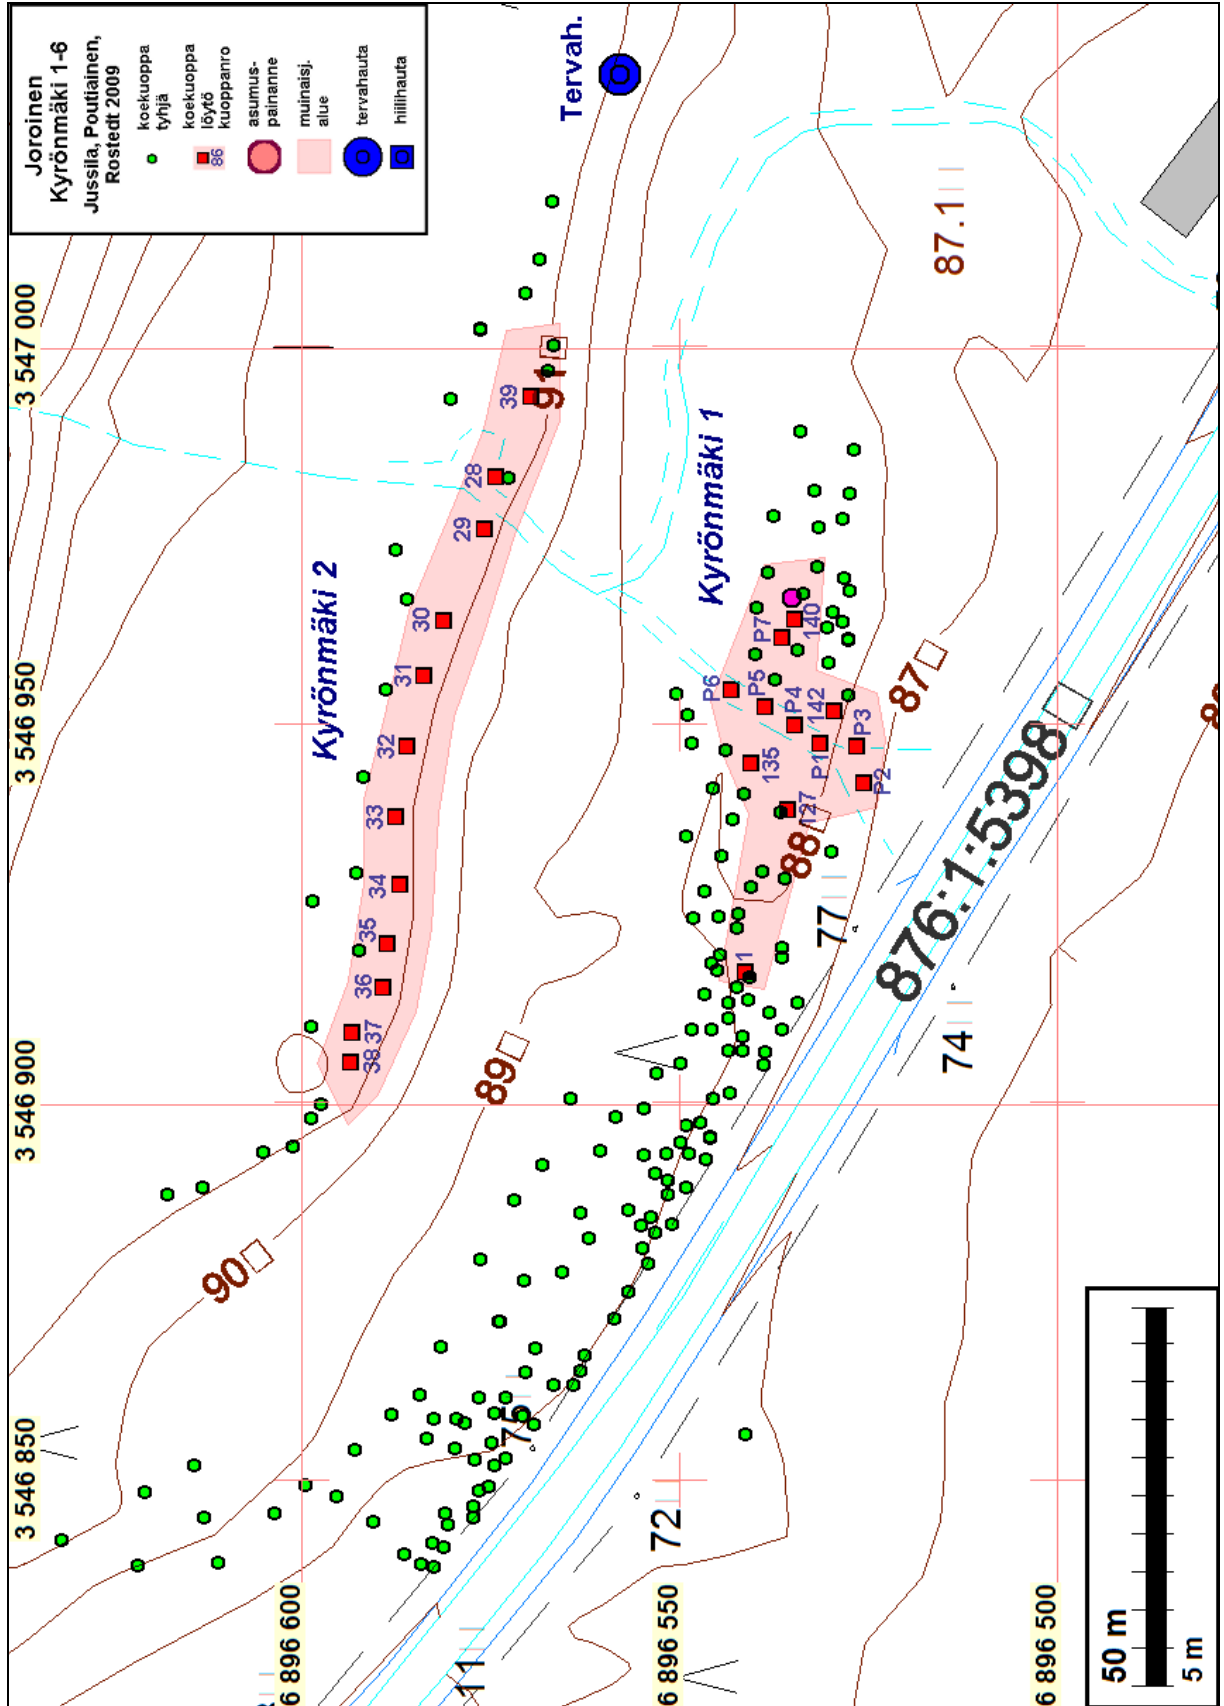 Joroinen
Kyrönmäki 1-6
Jussila, Poutiainen,
Rostedt 2009
koekuoppa
tyhjä
koekuoppa
löytö
kuoppanro
86
asumus-
painanne
muinaisj.
alue
tervahauta
hiilihauta
Tervah.
3 547 000
3 546 950
3 546 900
3 546 850
6 896 600
6 896 550
6 896 500
Kyrönmäki 2
38
37
36
35
34
33
32
31
30
29
28
39
91
Kyrönmäki 1
1
127
135
P2
P1
P3
142
P4
P5
P6
P7
140
87.1
87
88
89
90
77
74
75
72
11
876:1:5398
50 m
5 m